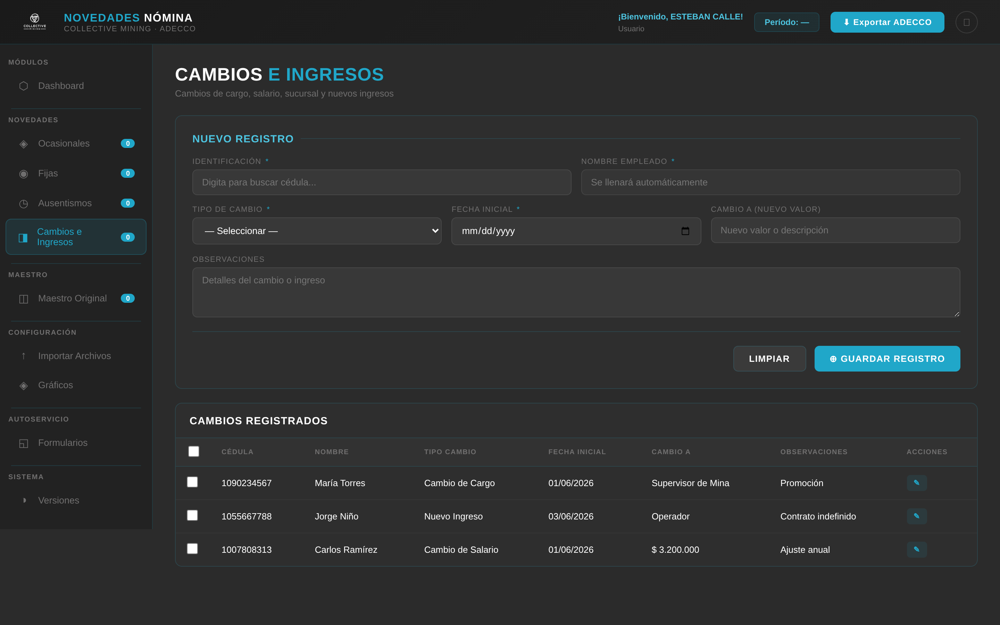 COLLECTIVE
MINING
NOVEDADES NÓMINA
COLLECTIVE MINING · ADECCO
¡Bienvenido, ESTEBAN CALLE!
Usuario
Período: —
⬇ Exportar ADECCO
MÓDULOS
Dashboard
NOVEDADES
Ocasionales 0
Fijas 0
Ausentismos 0
Cambios e
Ingresos 0
MAESTRO
Maestro Original 0
CONFIGURACIÓN
↑ Importar Archivos
Gráficos
AUTOSERVICIO
Formularios
SISTEMA
Versiones
CAMBIOS E INGRESOS
Cambios de cargo, salario, sucursal y nuevos ingresos
NUEVO REGISTRO
IDENTIFICACIÓN * NOMBRE EMPLEADO *
Digita para buscar cédula... Se llenará automáticamente
TIPO DE CAMBIO * FECHA INICIAL * CAMBIO A (NUEVO VALOR)
— Seleccionar — mm/dd/yyyy Nuevo valor o descripción
OBSERVACIONES
Detalles del cambio o ingreso
LIMPIAR ⊕ GUARDAR REGISTRO
CAMBIOS REGISTRADOS
CÉDULA NOMBRE TIPO CAMBIO FECHA INICIAL CAMBIO A OBSERVACIONES ACCIONES
1090234567 María Torres Cambio de Cargo 01/06/2026 Supervisor de Mina Promoción ✎
1055667788 Jorge Niño Nuevo Ingreso 03/06/2026 Operador Contrato indefinido ✎
1007808313 Carlos Ramírez Cambio de Salario 01/06/2026 $ 3.200.000 Ajuste anual ✎